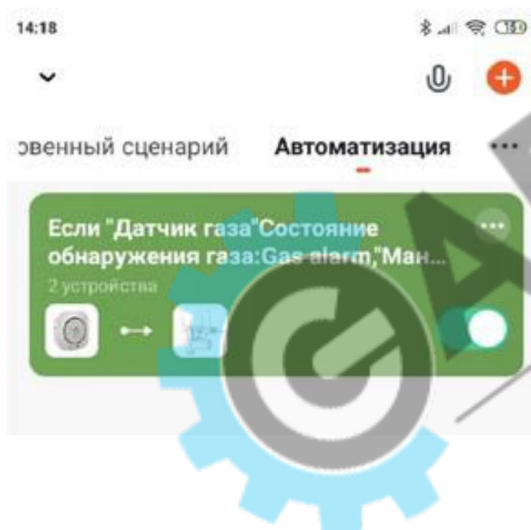 14:18
овенный сценарий Автоматизация
Если "Датчик газа"Состояние
обнаружения газа:Gas alarm,"Ман...
2 устройства